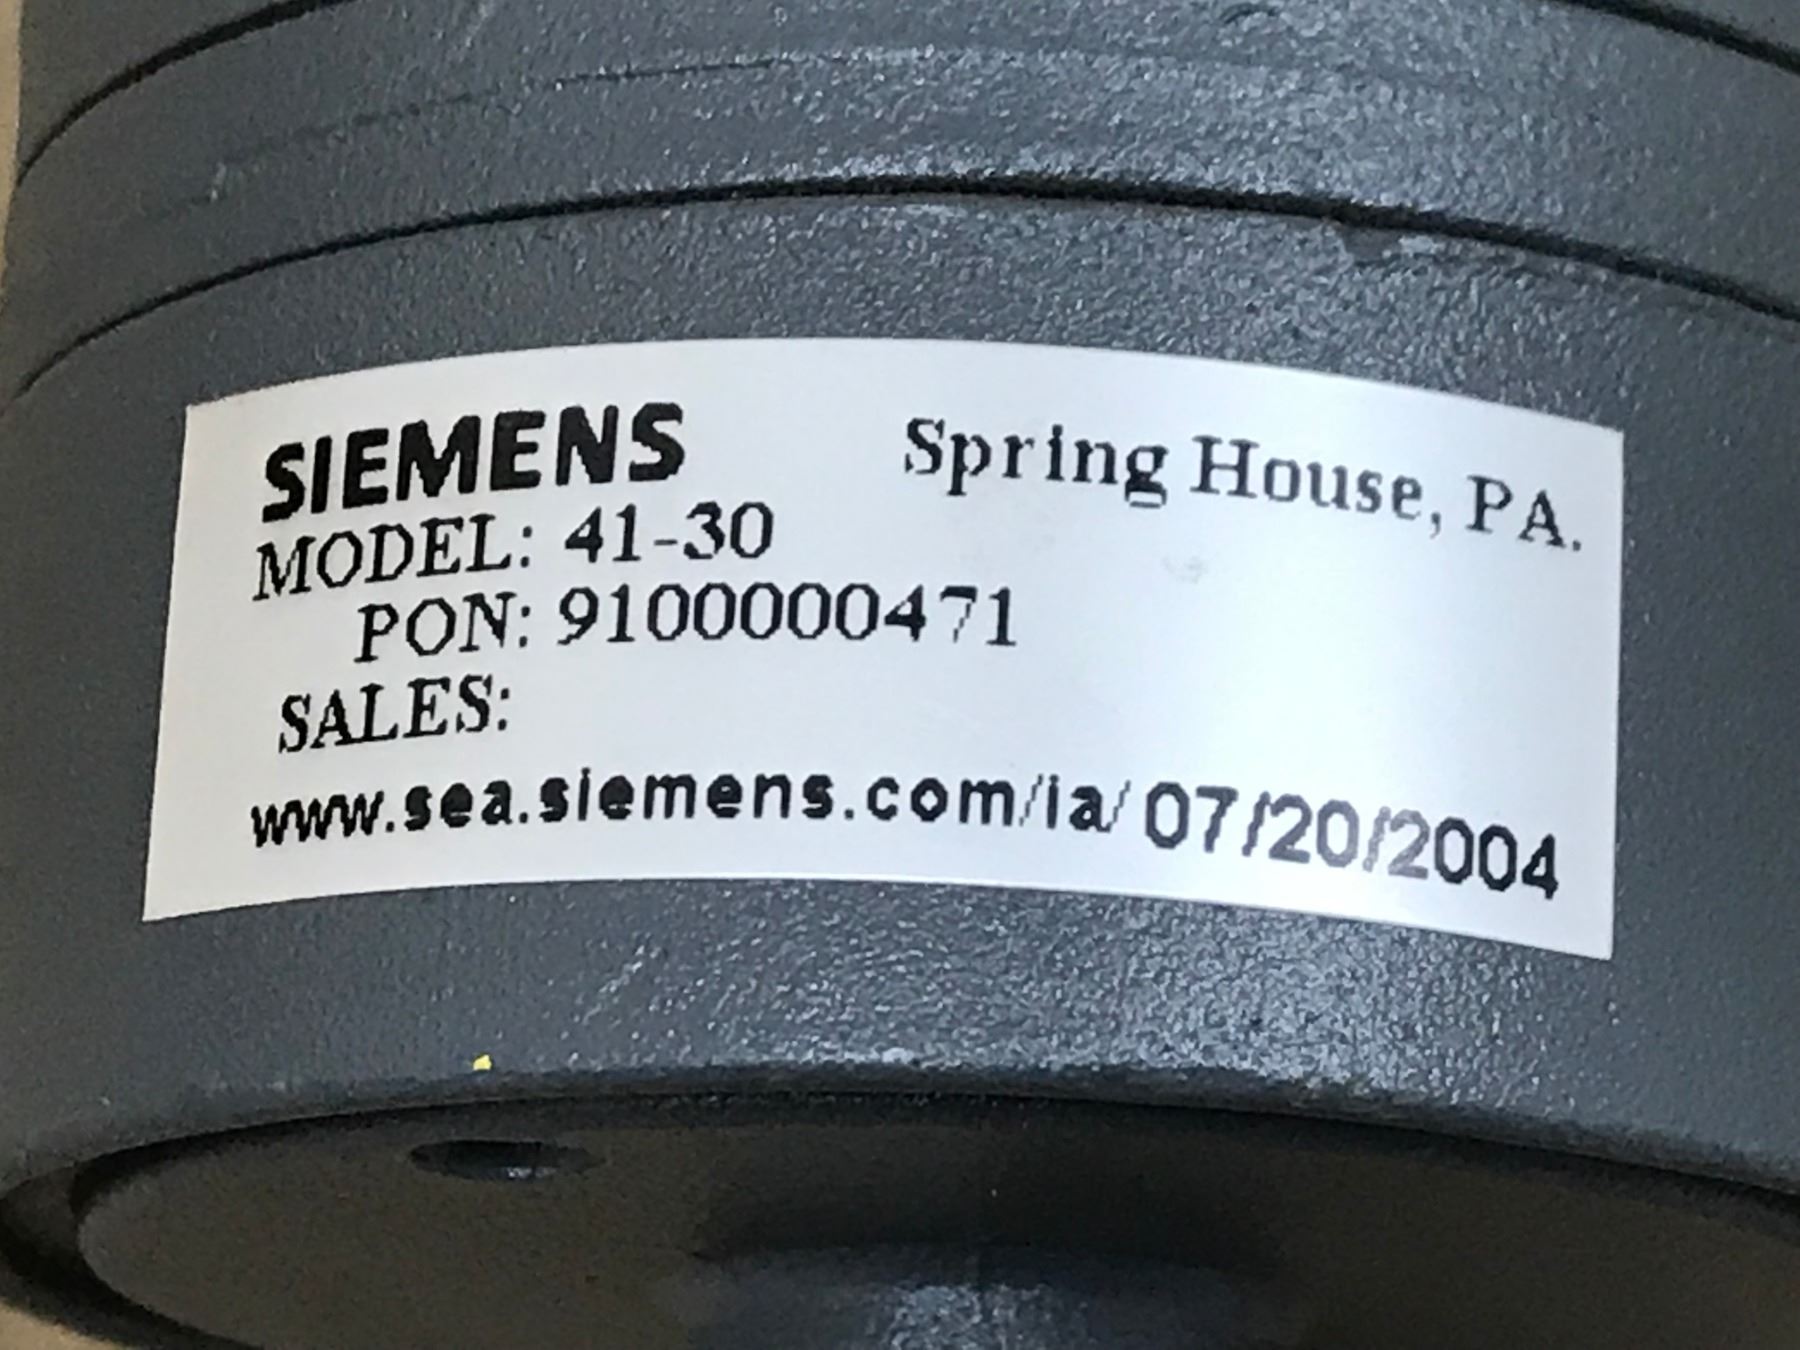 SIEMENS Spring House, PA.
MODEL: 41-30
PON: 9100000471
SALES:
www.sea.siemens.com/ia/ 07/20/2004